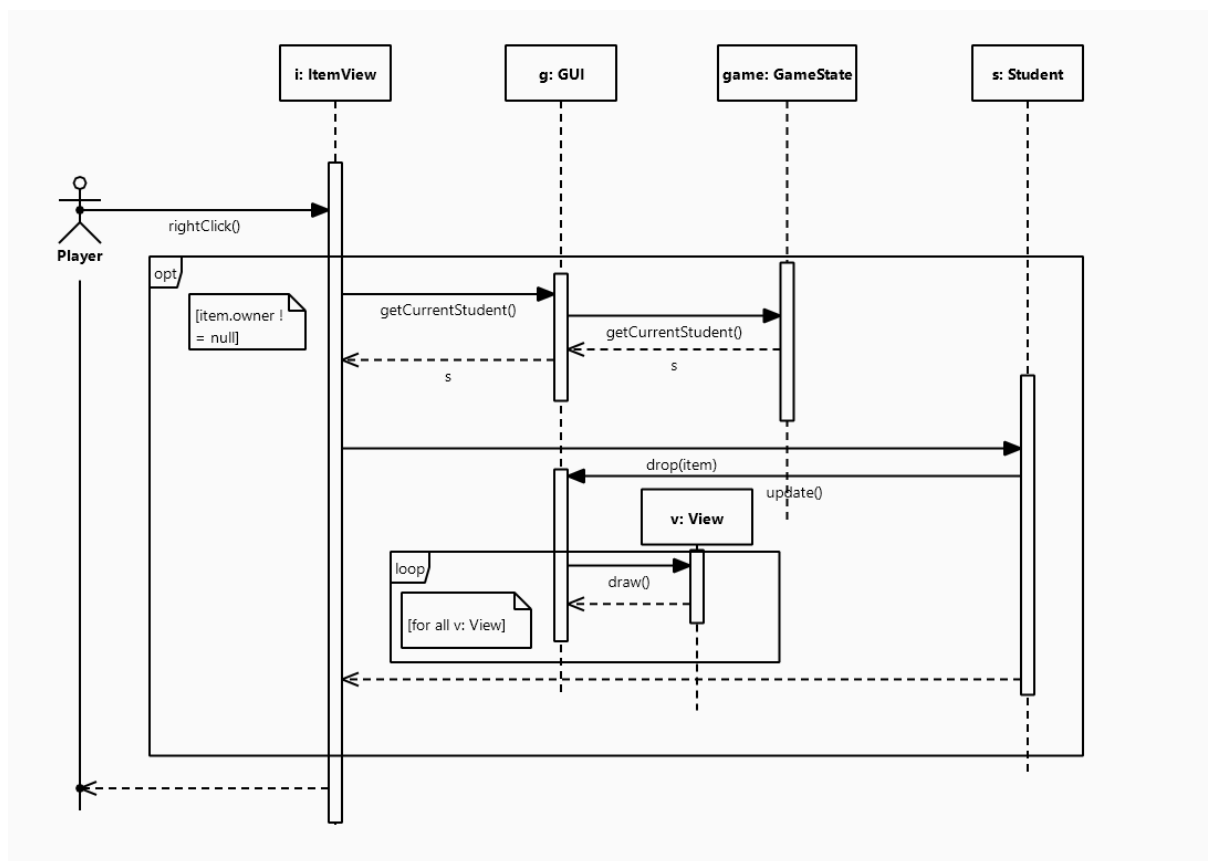 i: ItemView
g: GUI
game: GameState
s: Student
rightClick()
Player
opt
[item.owner !
= null]
getCurrentStudent()
getCurrentStudent()
s
s
drop(item)
update()
v: View
loop
draw()
[for all v: View]